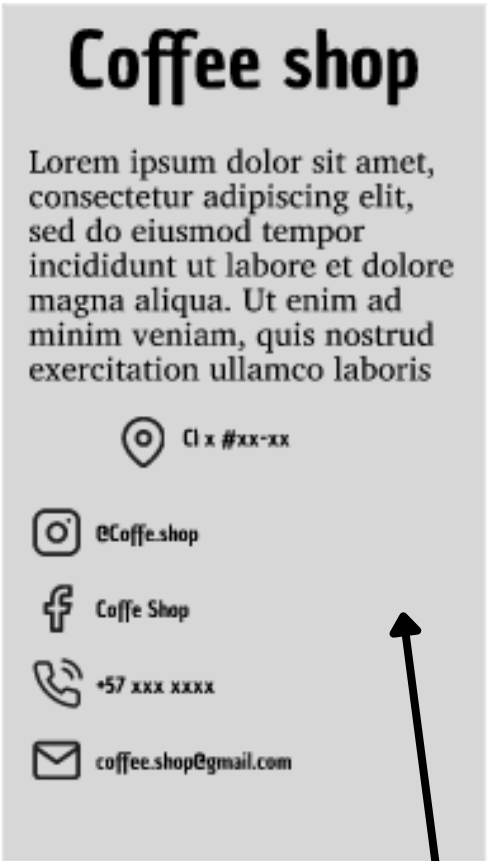 Coffee shop
Lorem ipsum dolor sit amet,
consectetur adipiscing elit,
sed do eiusmod tempor
incididunt ut labore et dolore
magna aliqua. Ut enim ad
minim veniam, quis nostrud
exercitation ullamco laboris
Cl x #xx-xx
@Coffe.shop
Coffe Shop
+57 xxx xxxx
coffee.shop@gmail.com